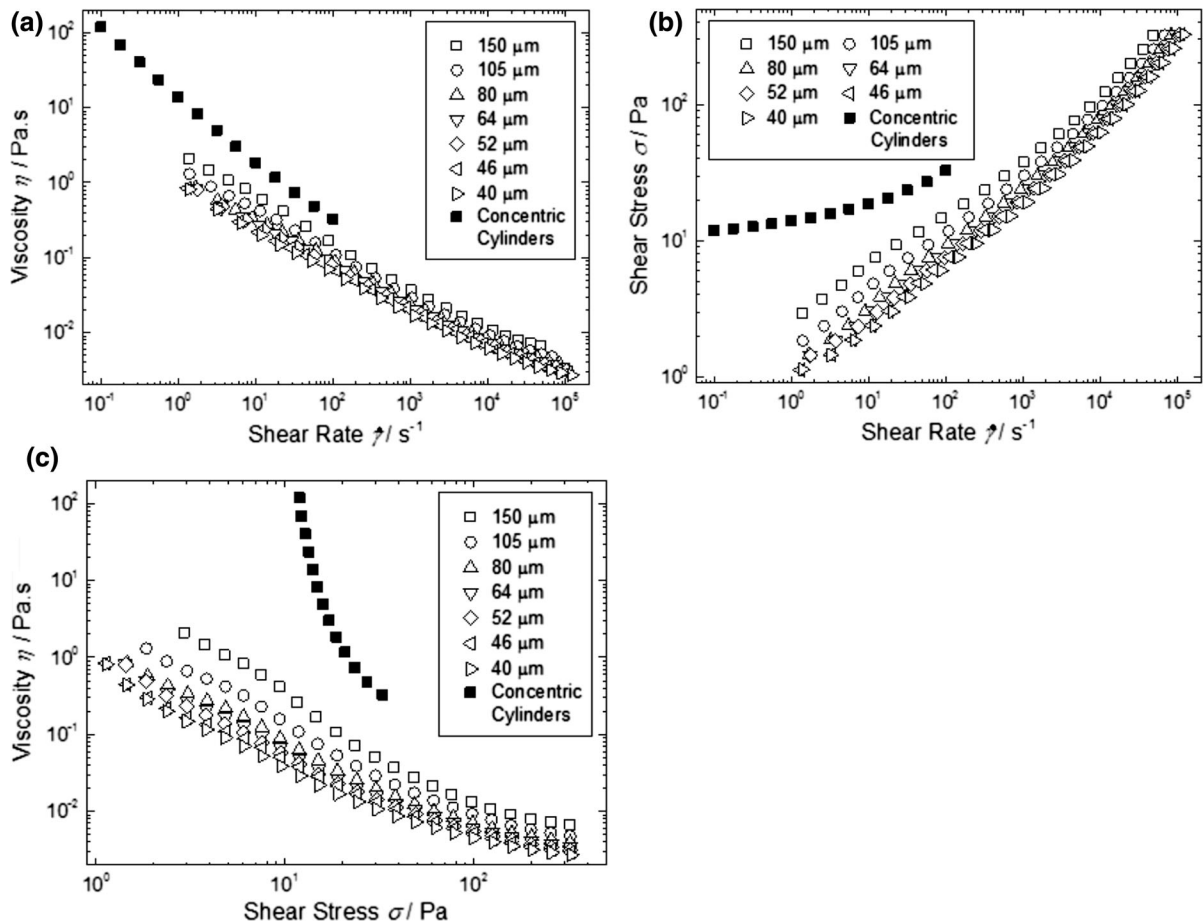 (a)
Viscosity η / Pa.s
10²
10¹
10⁰
10⁻¹
10⁻²
150 μm
105 μm
80 μm
64 μm
52 μm
46 μm
40 μm
Concentric
Cylinders
10⁻¹ 10⁰ 10¹ 10² 10³ 10⁴ 10⁵
Shear Rate γ̇ / s⁻¹
(b)
Shear Stress σ / Pa
10²
10¹
10⁰
150 μm 105 μm
80 μm 64 μm
52 μm 46 μm
40 μm Concentric
Cylinders
10⁻¹ 10⁰ 10¹ 10² 10³ 10⁴ 10⁵
Shear Rate γ̇ / s⁻¹
(c)
Viscosity η / Pa.s
10²
10¹
10⁰
10⁻¹
10⁻²
150 μm
105 μm
80 μm
64 μm
52 μm
46 μm
40 μm
Concentric
Cylinders
10⁰ 10¹ 10²
Shear Stress σ / Pa